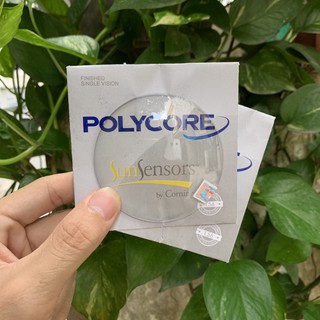 FINISHED
SINGLE VISION
POLYCORE
SunSensors
by Corning